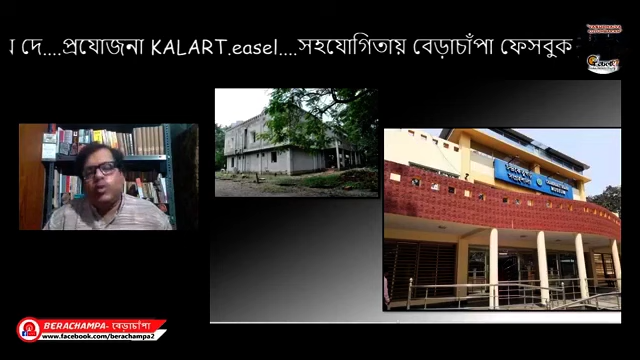 দে....প্রযোজনা KALART.easel....সহযোগিতায় বেড়াচাঁপা ফেসবুক
MUSEUM
BERACHAMPA- বেড়াচাঁপা
www.facebook.com/berachampa2